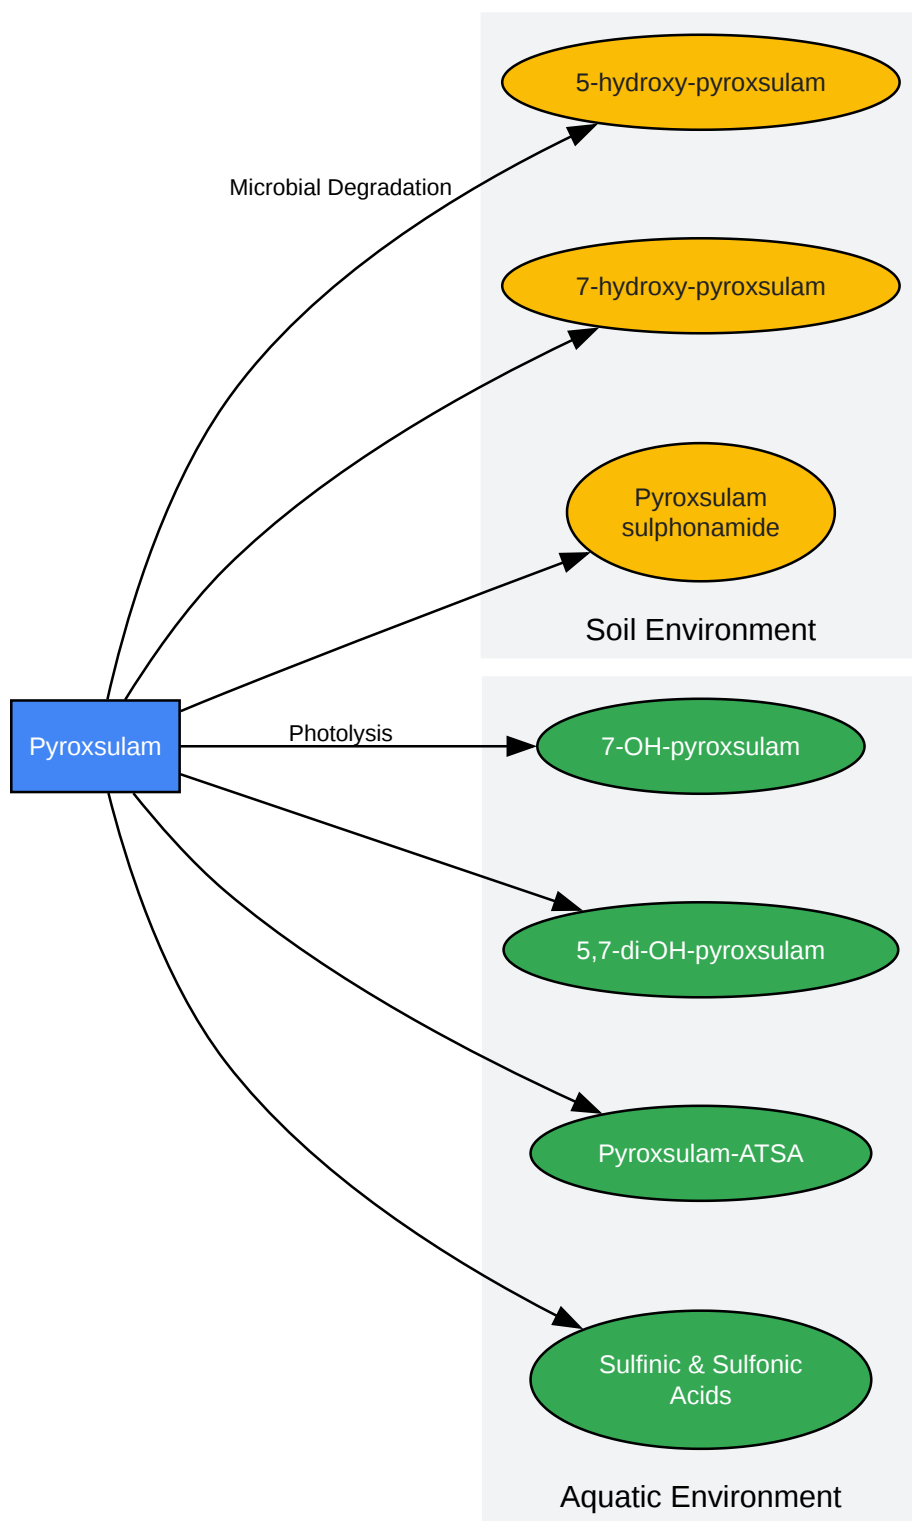 5-hydroxy-pyroxsulam
Microbial Degradation
7-hydroxy-pyroxsulam
Pyroxsulam
sulphonamide
Soil Environment
Pyroxsulam
Photolysis
7-OH-pyroxsulam
5,7-di-OH-pyroxsulam
Pyroxsulam-ATSA
Sulfinic & Sulfonic
Acids
Aquatic Environment